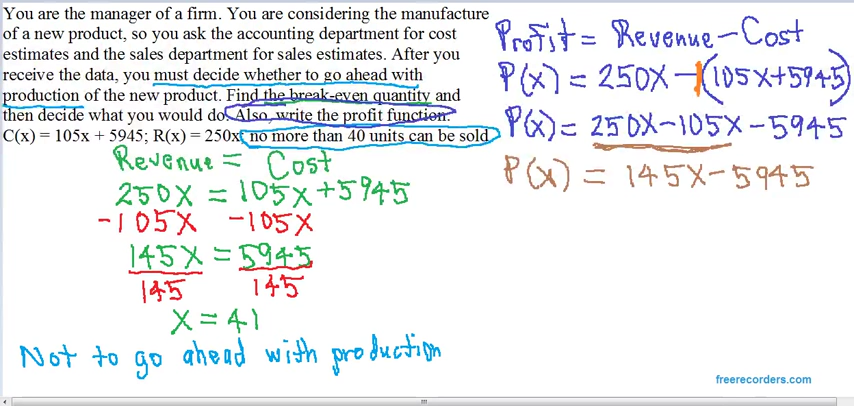 You are the manager of a firm. You are considering the manufacture
of a new product, so you ask the accounting department for cost
estimates and the sales department for sales estimates. After you
receive the data, you must decide whether to go ahead with
production of the new product. Find the break-even quantity and
then decide what you would do. Also, write the profit function.
C(x) = 105x + 5945; R(x) = 250x; no more than 40 units can be sold
Revenue = Cost
250X = 105X + 5945
-105X -105X
145X = 5945
145 145
X = 41
Not to go ahead with production
Profit = Revenue - Cost
P(X) = 250X - 1(105X + 5945)
P(X) = 250X - 105X - 5945
P(X) = 145X - 5945
freerecorders.com